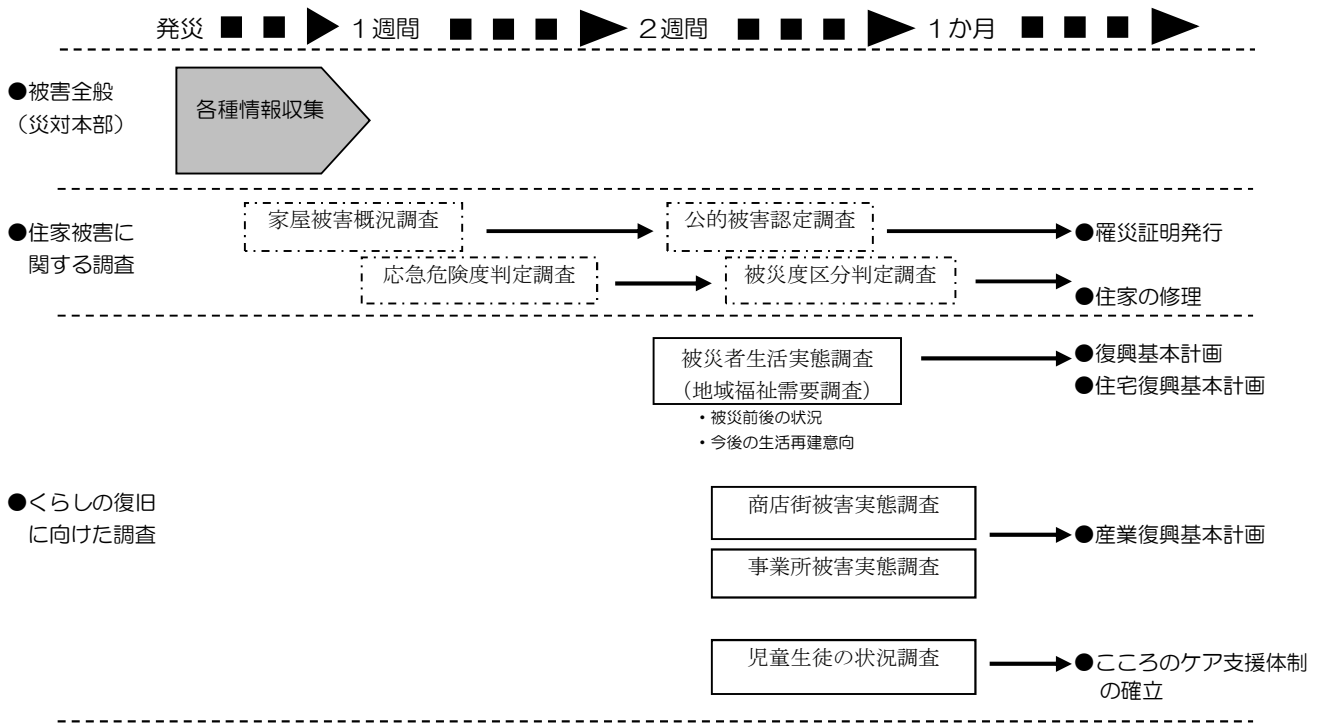 発災 ■ ■ ▶ １週間 ■ ■ ■ ▶ ２週間 ■ ■ ■ ▶ １か月 ■ ■ ■ ▶
●被害全般
（災対本部）
各種情報収集
●住家被害に
関する調査
家屋被害概況調査
公的被害認定調査
●罹災証明発行
応急危険度判定調査
被災度区分判定調査
●住家の修理
被災者生活実態調査
（地域福祉需要調査）
・被災前後の状況
・今後の生活再建意向
●復興基本計画
●住宅復興基本計画
●くらしの復旧
に向けた調査
商店街被害実態調査
事業所被害実態調査
●産業復興基本計画
児童生徒の状況調査
●こころのケア支援体制
の確立